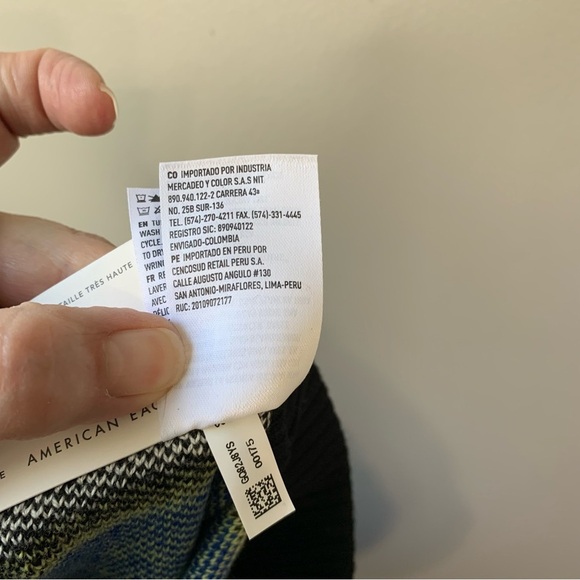 CO IMPORTADO POR INDUSTRIA
MERCADEO Y COLOR S.A.S NIT
890.940.122-2 CARRERA 43ª
NO. 25B SUR-136
TEL. (574)-270-4211 FAX. (574)-331-4445
REGISTRO SIC: 890940122
ENVIGADO-COLOMBIA
PE IMPORTADO EN PERU POR
CENCOSUD RETAIL PERU S.A.
CALLE AUGUSTO ANGULO #130
SAN ANTONIO-MIRAFLORES, LIMA-PERU
RUC: 20109072177
EN
WASH
CYCLE.
TO DRY
FR
AVEC
TAILLE TRÈS HAUTE
AMERICAN
00175